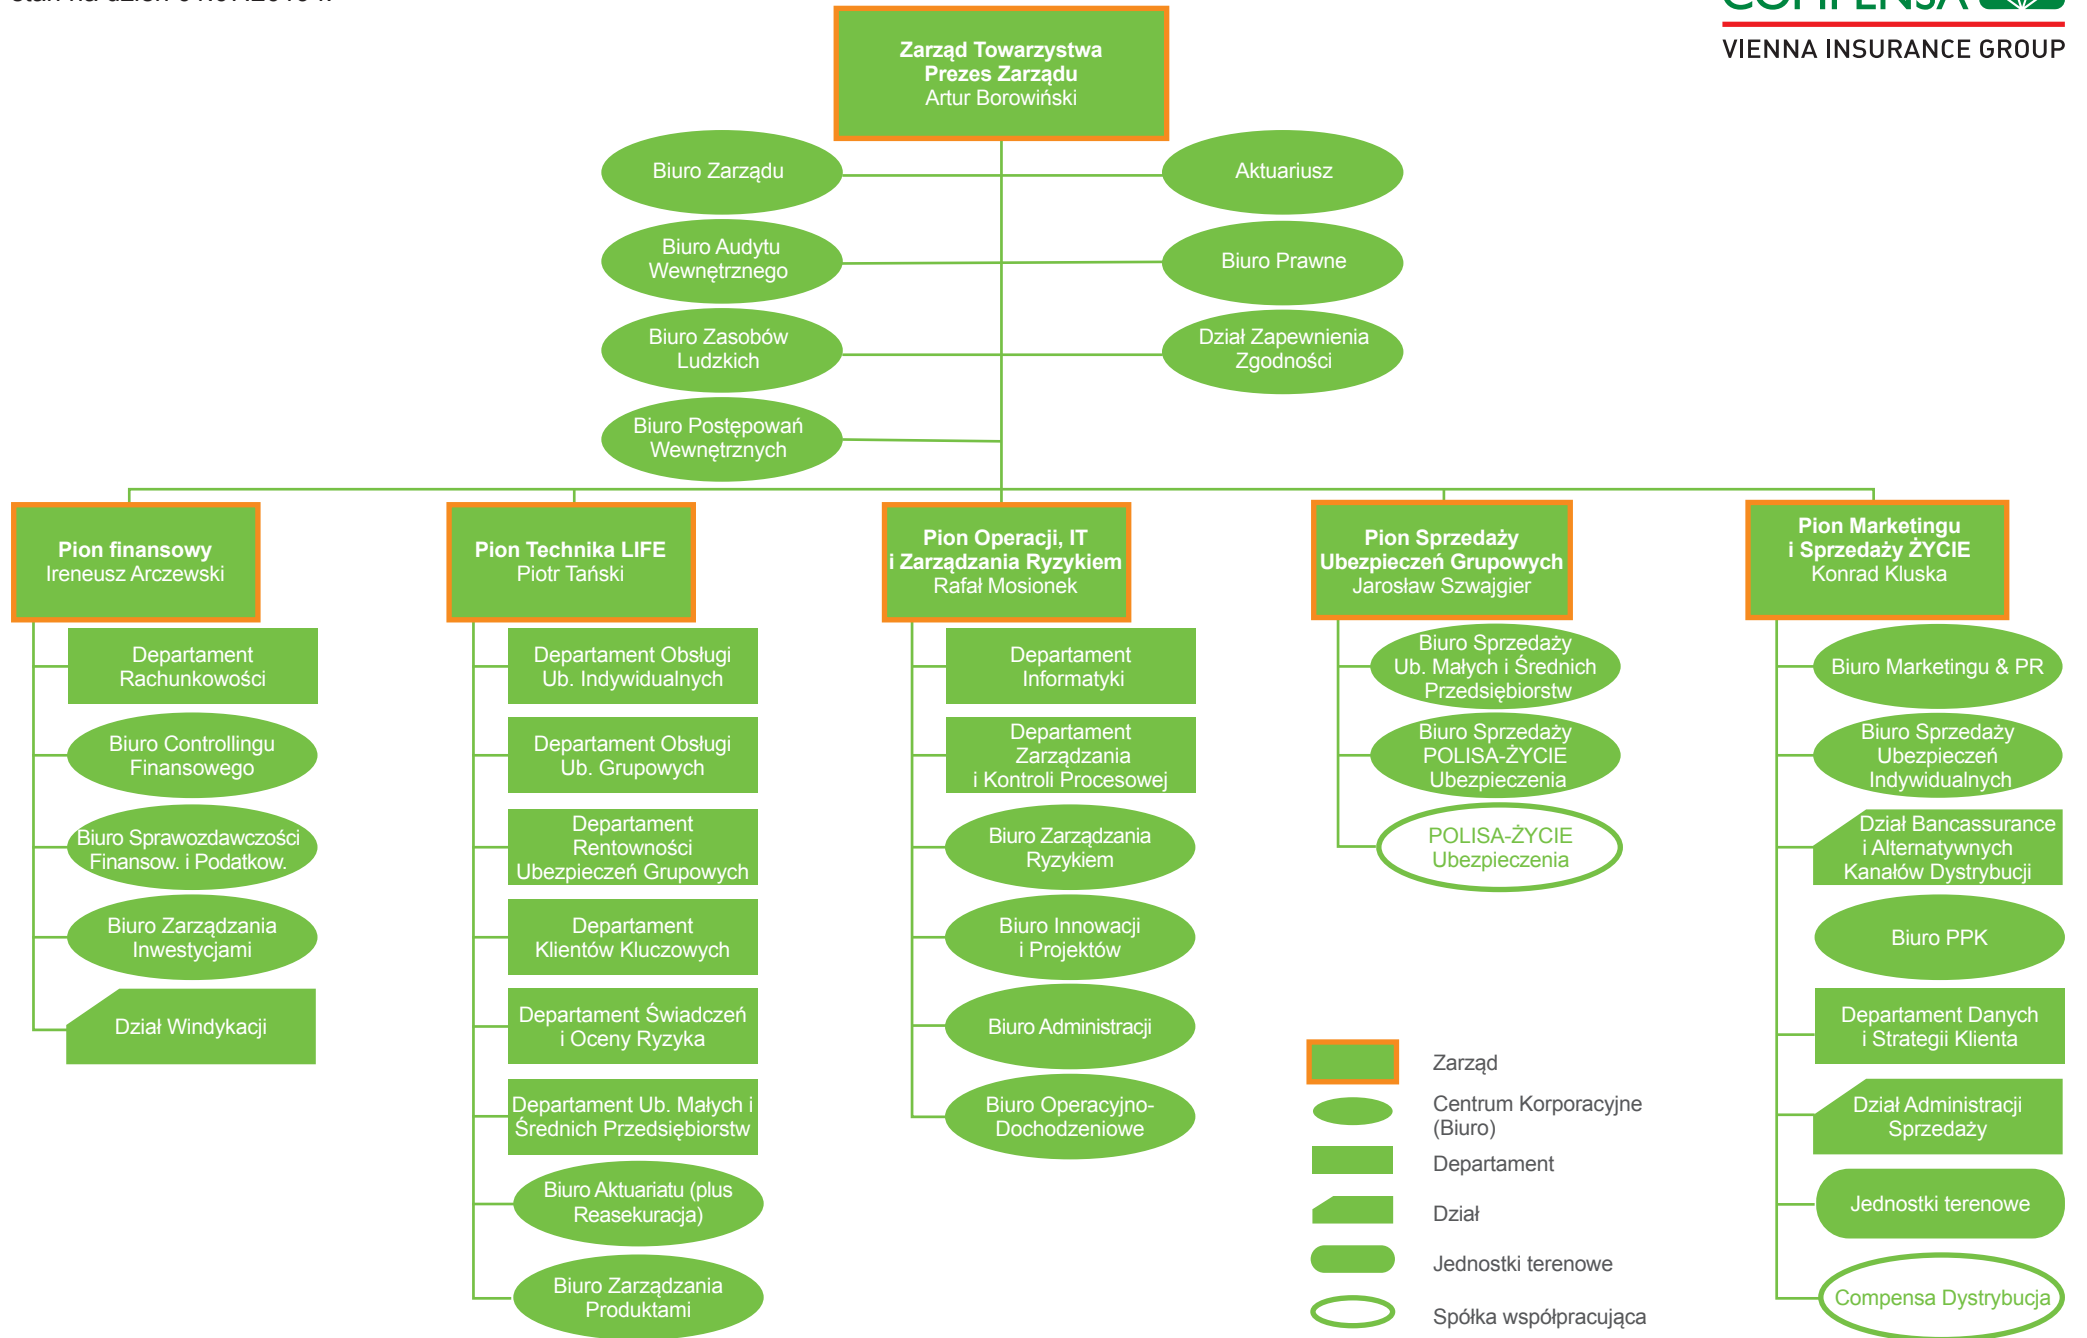 COMPENSA
VIENNA INSURANCE GROUP
Zarząd Towarzystwa
Prezes Zarządu
Artur Borowiński
Biuro Zarządu
Aktuariusz
Biuro Audytu
Wewnętrznego
Biuro Prawne
Biuro Zasobów
Ludzkich
Dział Zapewnienia
Zgodności
Biuro Postępowań
Wewnętrznych
Pion finansowy
Ireneusz Arczewski
Departament
Rachunkowości
Biuro Controllingu
Finansowego
Biuro Sprawozdawczości
Finansow. i Podatkow.
Biuro Zarządzania
Inwestycjami
Dział Windykacji
Pion Technika LIFE
Piotr Tański
Departament Obsługi
Ub. Indywidualnych
Departament Obsługi
Ub. Grupowych
Departament
Rentowności
Ubezpieczeń Grupowych
Departament
Klientów Kluczowych
Departament Świadczeń
i Oceny Ryzyka
Departament Ub. Małych i
Średnich Przedsiębiorstw
Biuro Aktuariatu (plus
Reasekuracja)
Biuro Zarządzania
Produktami
Pion Operacji, IT
i Zarządzania Ryzykiem
Rafał Mosionek
Departament
Informatyki
Departament
Zarządzania
i Kontroli Procesowej
Biuro Zarządzania
Ryzykiem
Biuro Innowacji
i Projektów
Biuro Administracji
Biuro Operacyjno-
Dochodzeniowe
Pion Sprzedaży
Ubezpieczeń Grupowych
Jarosław Szwajgier
Biuro Sprzedaży
Ub. Małych i Średnich
Przedsiębiorstw
Biuro Sprzedaży
POLISA-ŻYCIE
Ubezpieczenia
POLISA-ŻYCIE
Ubezpieczenia
Pion Marketingu
i Sprzedaży ŻYCIE
Konrad Kluska
Biuro Marketingu & PR
Biuro Sprzedaży
Ubezpieczeń
Indywidualnych
Dział Bancassurance
i Alternatywnych
Kanałów Dystrybucji
Biuro PPK
Departament Danych
i Strategii Klienta
Dział Administracji
Sprzedaży
Jednostki terenowe
Compensa Dystrybucja
Zarząd
Centrum Korporacyjne
(Biuro)
Departament
Dział
Jednostki terenowe
Spółka współpracująca